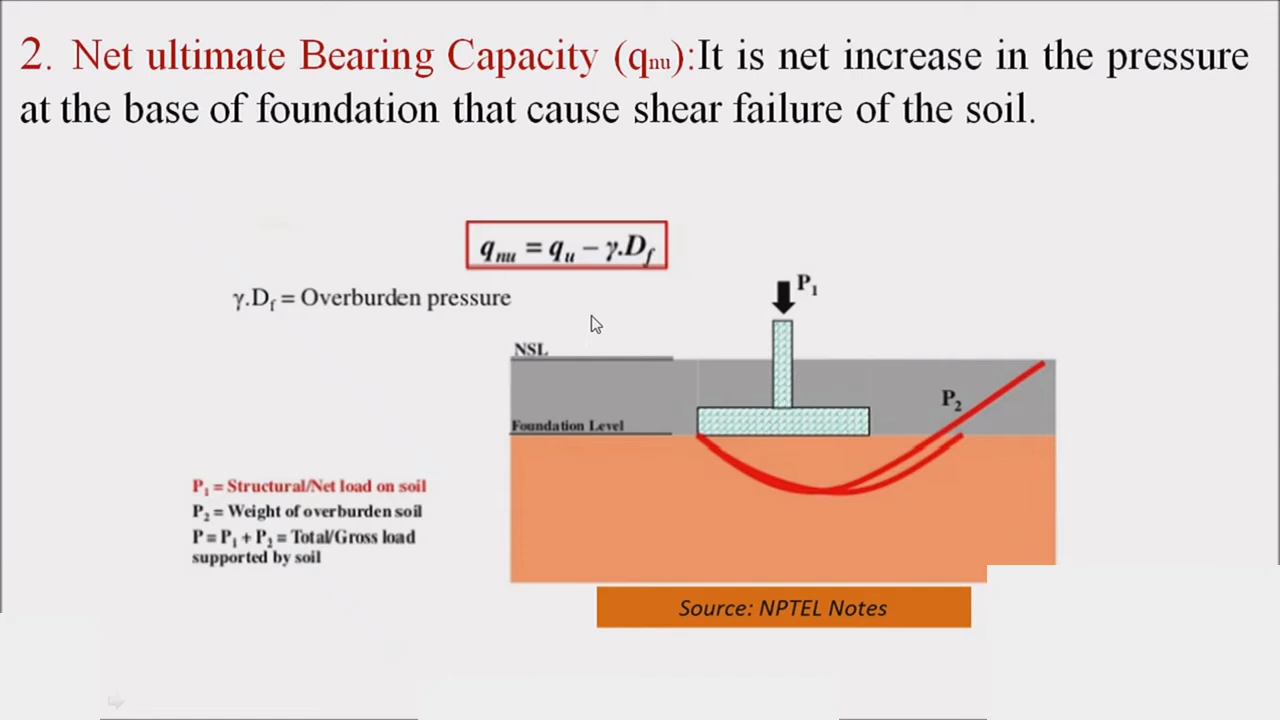 2. Net ultimate Bearing Capacity (qnu):It is net increase in the pressure
at the base of foundation that cause shear failure of the soil.
qnu = qu − γ.Df
γ.Df = Overburden pressure
P1
NSL
P2
Foundation Level
P1 = Structural/Net load on soil
P2 = Weight of overburden soil
P = P1 + P2 = Total/Gross load
supported by soil
Source: NPTEL Notes